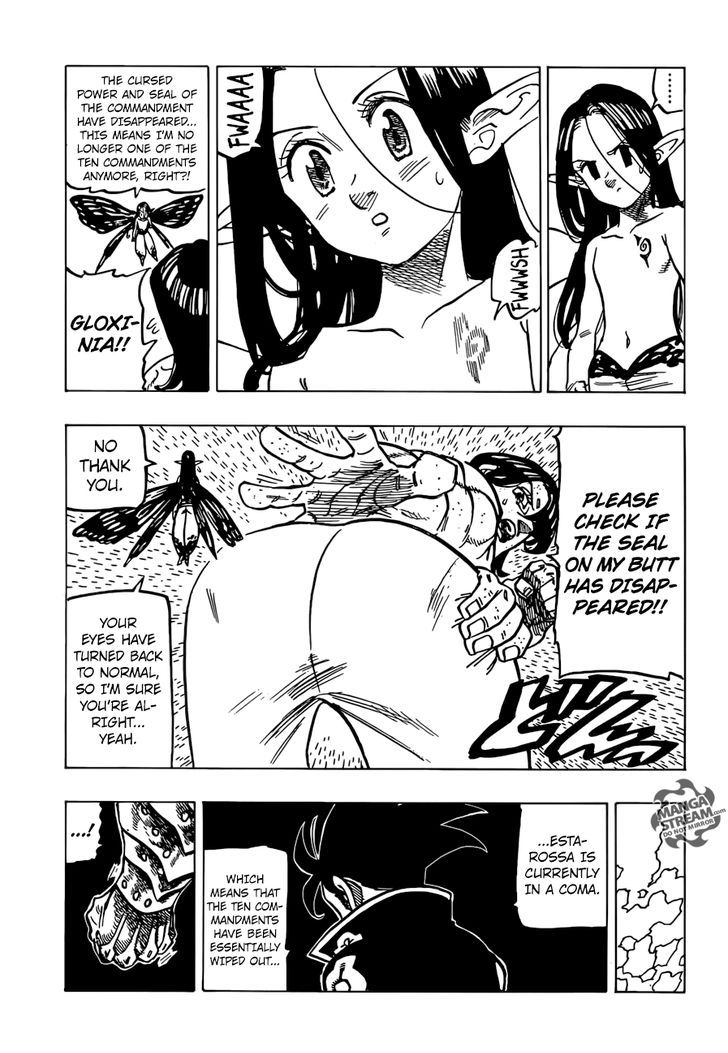 ......
FWAAAA
FWWWSH
THE CURSED
POWER AND SEAL
OF THE
COMMANDMENT
HAVE DISAPPEARED...
THIS MEANS I'M NO
LONGER ONE OF THE
TEN COMMANDMENTS
ANYMORE, RIGHT?!
GLOXI-
NIA!!
PLEASE
CHECK IF
THE SEAL
ON MY BUTT
HAS DISAP-
PEARED!!
NO
THANK
YOU.
YOUR
EYES HAVE
TURNED BACK
TO NORMAL,
SO I'M SURE
YOU'RE AL-
RIGHT...
YEAH.
MANGA
STREAM.com
DO NOT MIRROR
...ESTA-
ROSSA IS
CURRENTLY
IN A COMA.
WHICH
MEANS THAT
THE TEN COM-
MANDMENTS
HAVE BEEN
ESSENTIALLY
WIPED OUT...
...!